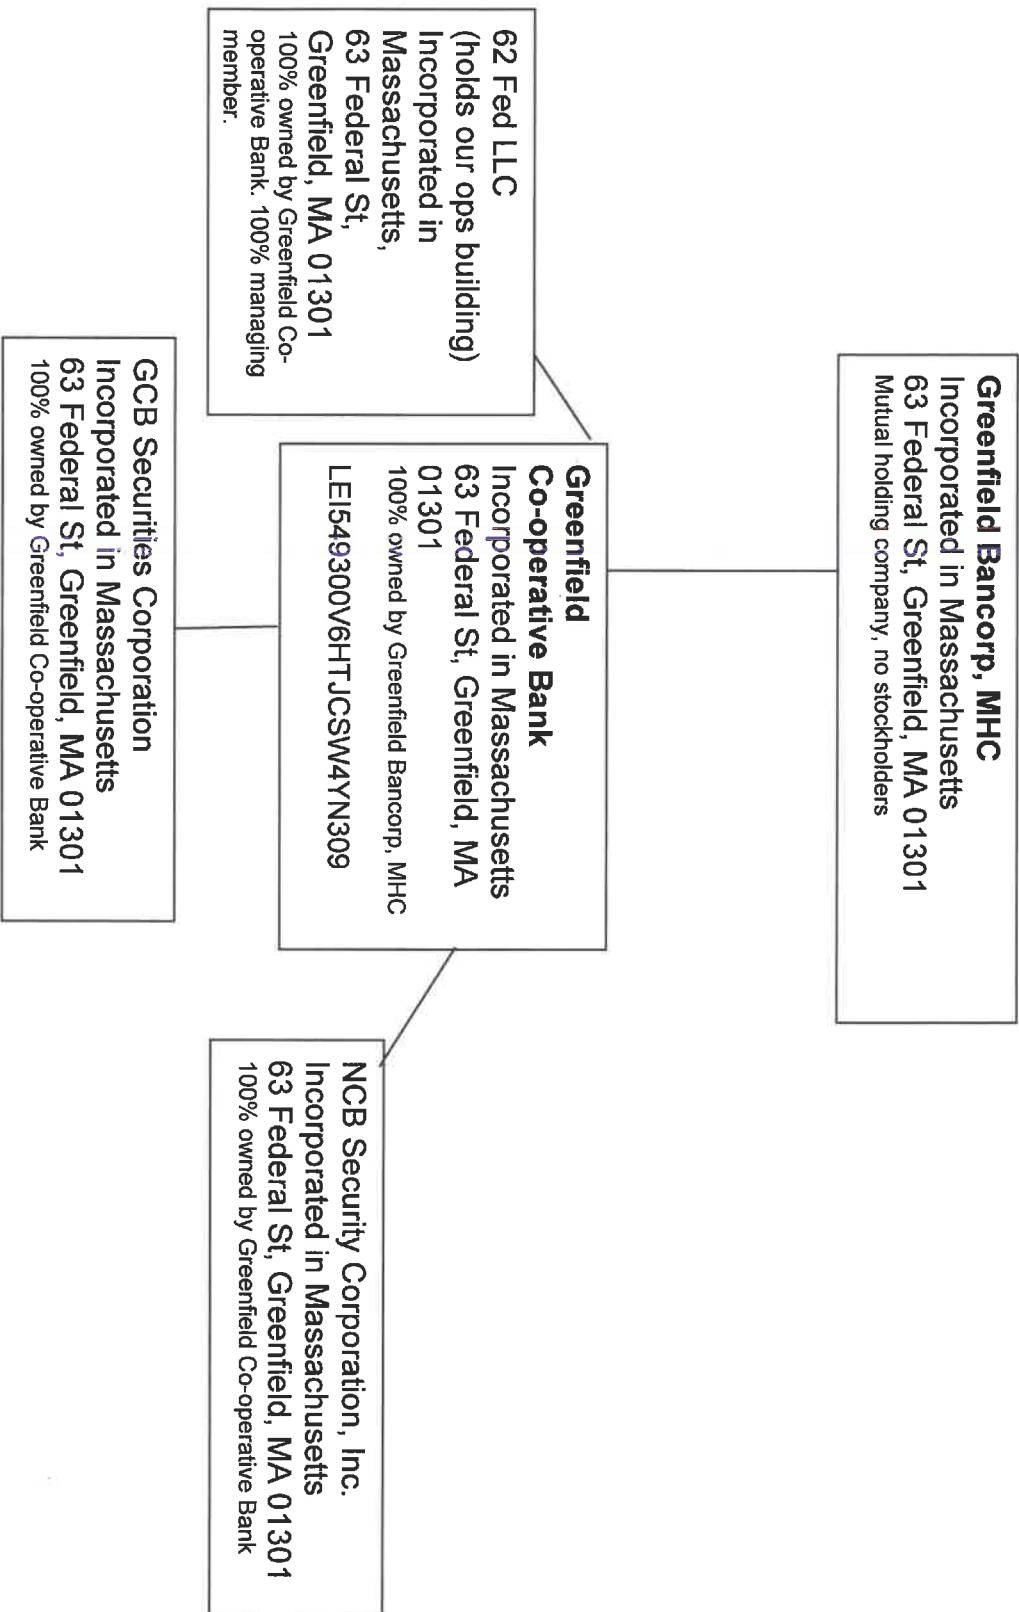 Greenfield Bancorp, MHC
Incorporated in Massachusetts
63 Federal St, Greenfield, MA 01301
Mutual holding company, no stockholders
62 Fed LLC
(holds our ops building)
Incorporated in
Massachusetts,
63 Federal St,
Greenfield, MA 01301
100% owned by Greenfield Co-
operative Bank. 100% managing
member.
Greenfield
Co-operative Bank
Incorporated in Massachusetts
63 Federal St, Greenfield, MA
01301
100% owned by Greenfield Bancorp, MHC
LEI549300V6HTJCSW4YN309
NCB Security Corporation, Inc.
Incorporated in Massachusetts
63 Federal St, Greenfield, MA 01301
100% owned by Greenfield Co-operative Bank
GCB Securities Corporation
Incorporated in Massachusetts
63 Federal St, Greenfield, MA 01301
100% owned by Greenfield Co-operative Bank